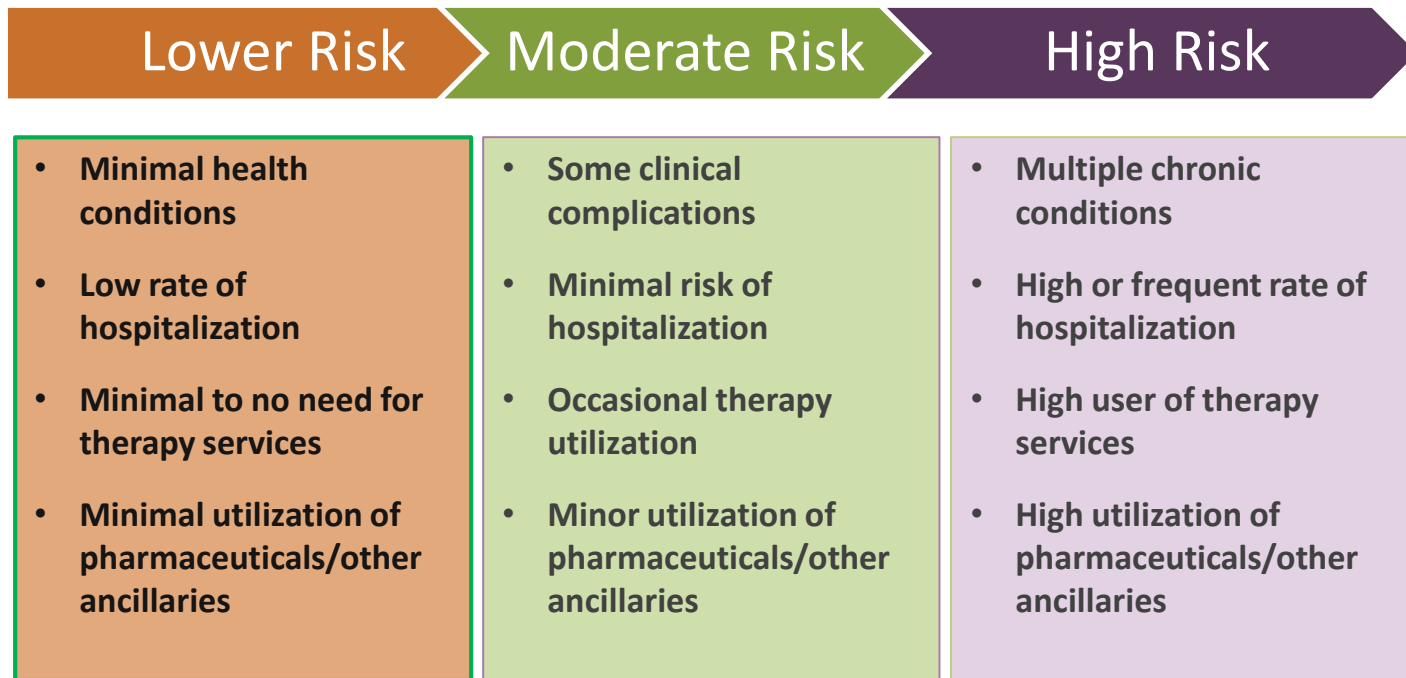 Lower Risk
Moderate Risk
High Risk
• Minimal health
conditions
• Low rate of
hospitalization
• Minimal to no need for
therapy services
• Minimal utilization of
pharmaceuticals/other
ancillaries
• Some clinical
complications
• Minimal risk of
hospitalization
• Occasional therapy
utilization
• Minor utilization of
pharmaceuticals/other
ancillaries
• Multiple chronic
conditions
• High or frequent rate of
hospitalization
• High user of therapy
services
• High utilization of
pharmaceuticals/other
ancillaries